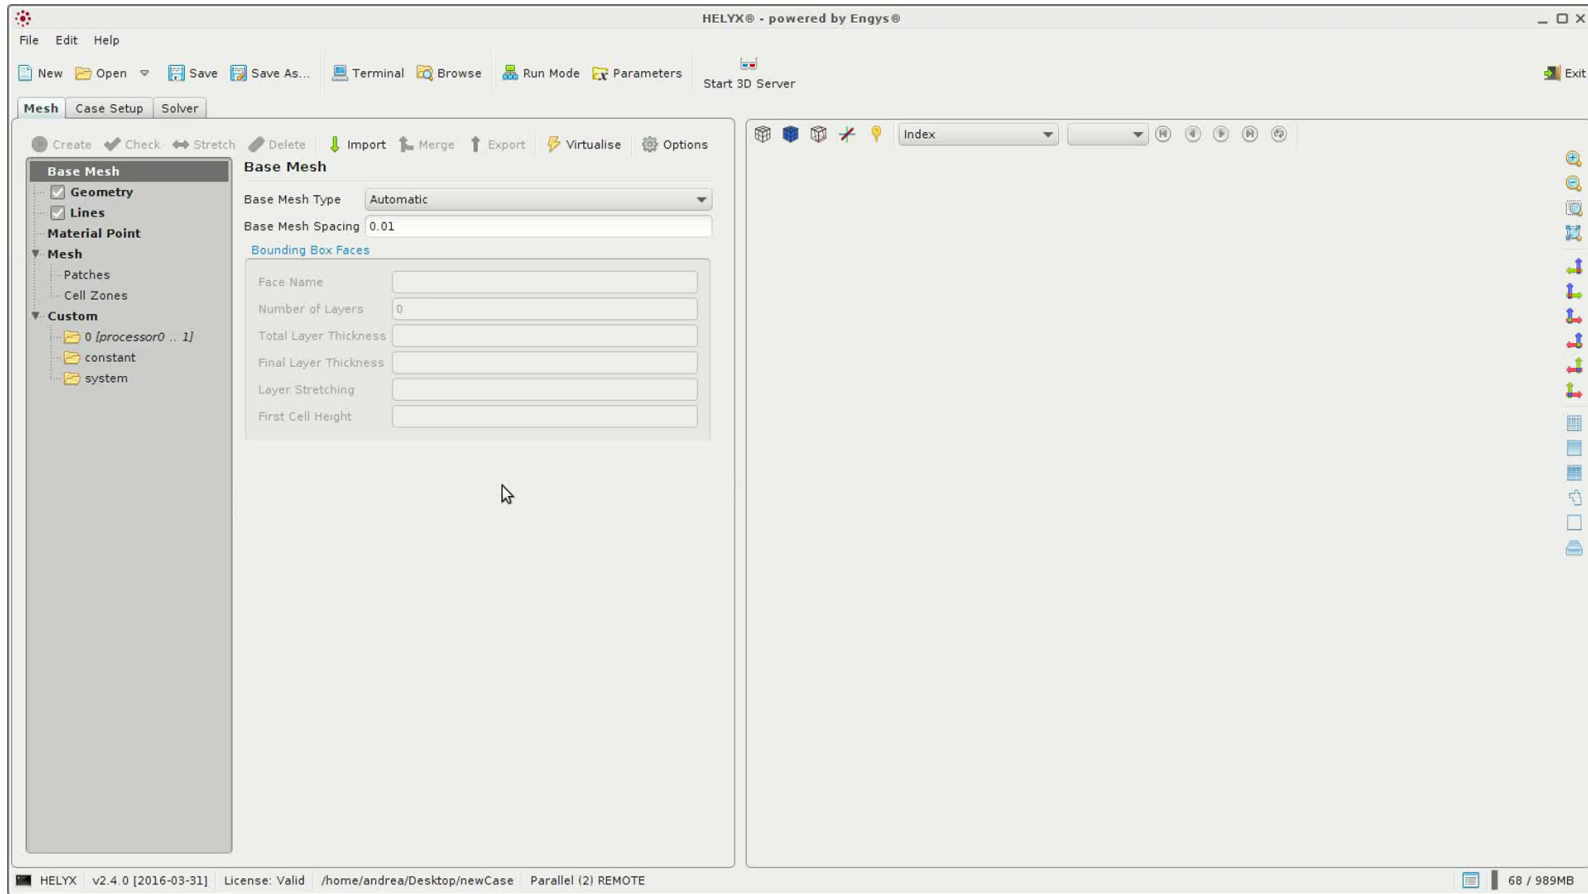 HELYX® - powered by Engys®
File Edit Help
New Open Save Save As... Terminal Browse Run Mode Parameters Start 3D Server Exit
Mesh Case Setup Solver
Create Check Stretch Delete Import Merge Export Virtualise Options
Index
Base Mesh
Geometry
Lines
Material Point
Mesh
Patches
Cell Zones
Custom
0 [processor0 .. 1]
constant
system
Base Mesh
Base Mesh Type Automatic
Base Mesh Spacing 0.01
Bounding Box Faces
Face Name
Number of Layers 0
Total Layer Thickness
Final Layer Thickness
Layer Stretching
First Cell Height
HELYX v2.4.0 [2016-03-31] License: Valid /home/andrea/Desktop/newCase Parallel (2) REMOTE 68 / 989MB